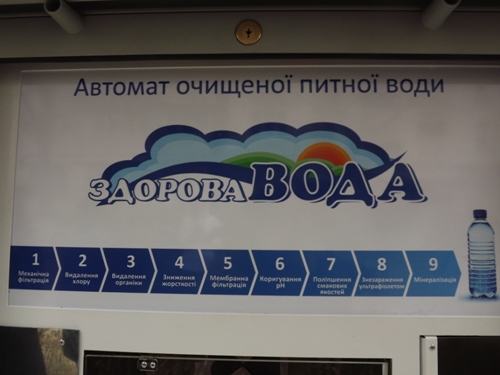 Автомат очищеної питної води
ЗДОРОВА ВОДА
1
Механічна
фільтрація
2
Видалення
хлору
3
Видалення
органіки
4
Зниження
жорсткості
5
Мембранна
фільтрація
6
Коригування
pH
7
Поліпшення
смакових
якостей
8
Знезараження
ультрафіолетом
9
Мінералізація